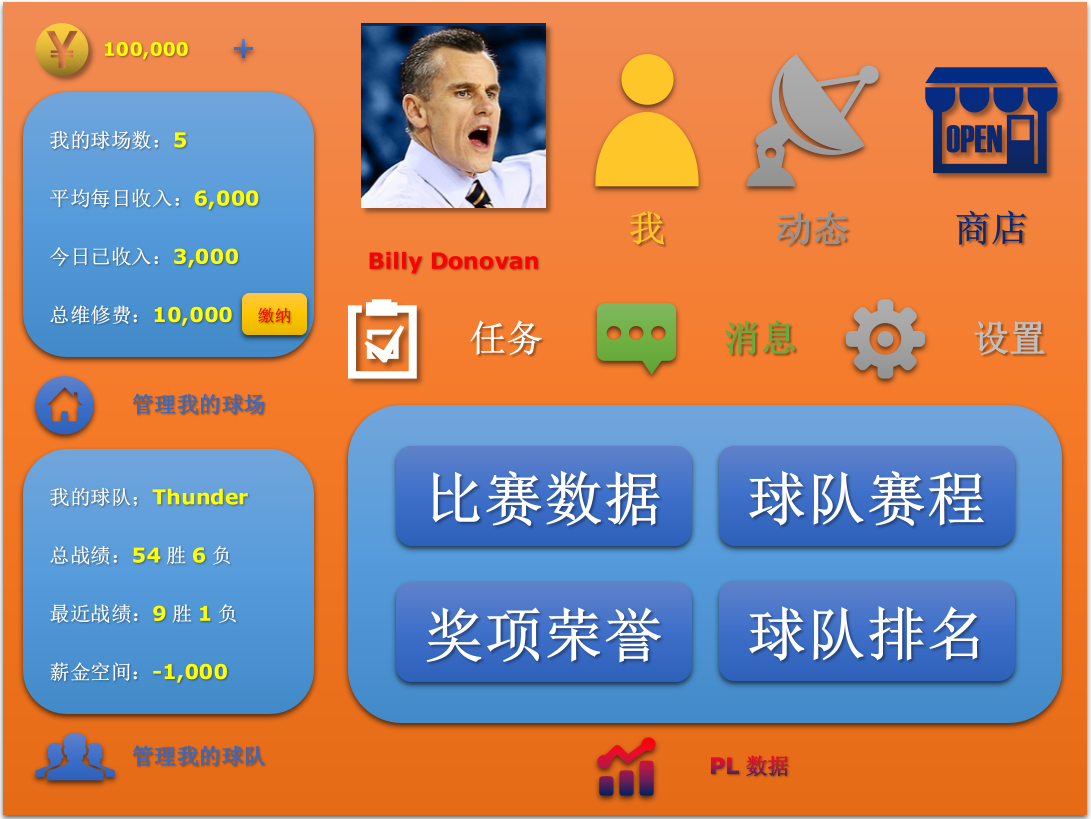 ¥ 100,000 +
我的球场数：5
平均每日收入：6,000
今日已收入：3,000
总维修费：10,000 缴纳
管理我的球场
我的球队；Thunder
总战绩：54 胜 6 负
最近战绩：9 胜 1 负
薪金空间：-1,000
管理我的球队
Billy Donovan
我
动态
OPEN
商店
任务
消息
设置
比赛数据
球队赛程
奖项荣誉
球队排名
PL 数据